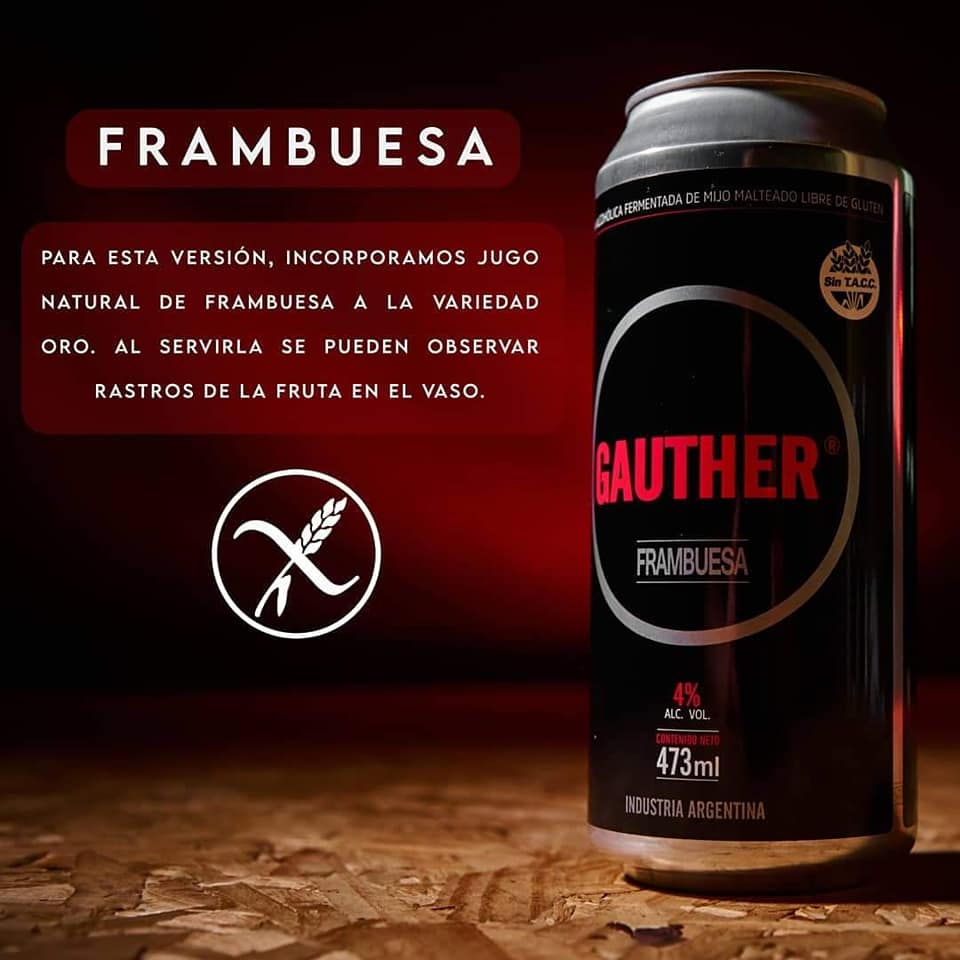 FRAMBUESA
PARA ESTA VERSIÓN, INCORPORAMOS JUGO
NATURAL DE FRAMBUESA A LA VARIEDAD
ORO. AL SERVIRLA SE PUEDEN OBSERVAR
RASTROS DE LA FRUTA EN EL VASO.
FERMENTADA DE MIJO MALTEADO LIBRE DE GLUTEN
Sin T.A.C.C.
GAUTHER®
FRAMBUESA
4%
ALC. VOL.
CONTENIDO NETO
473ml
INDUSTRIA ARGENTINA